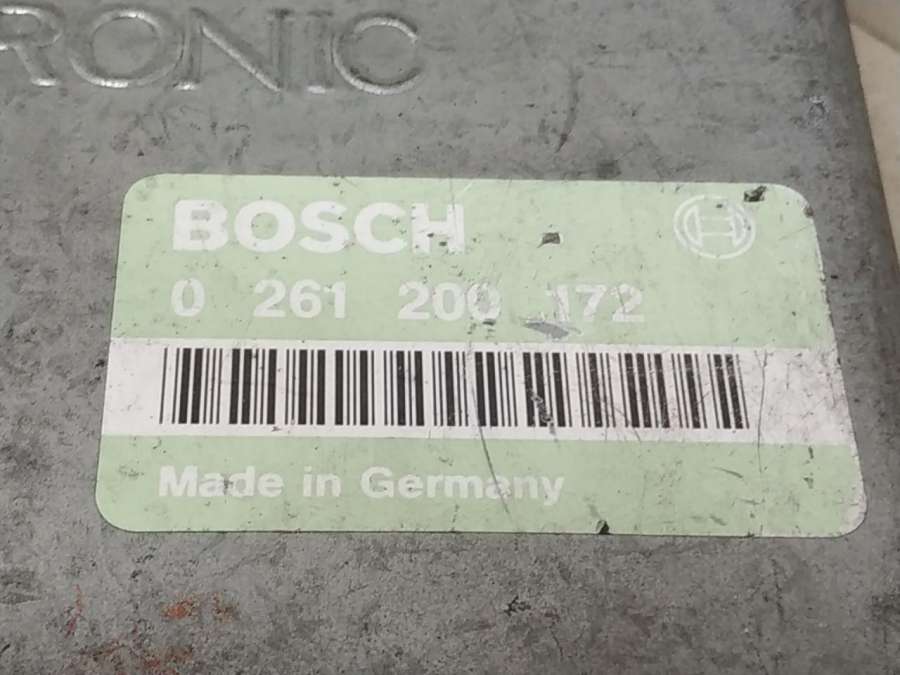 RONIC
BOSCH
0 261 200 172
Made in Germany